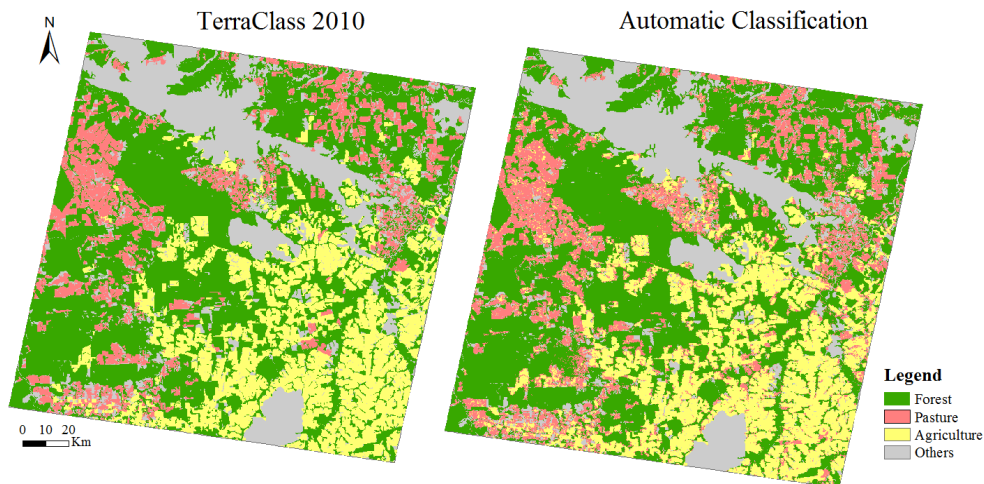 TerraClass 2010
Automatic Classification
N
Legend
Forest
Pasture
Agriculture
Others
0 10 20
Km